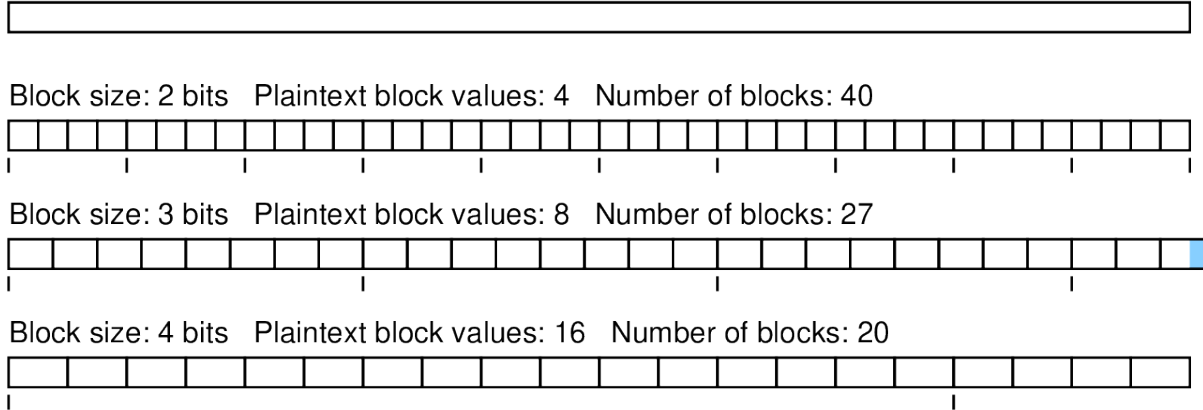 Block size: 2 bits Plaintext block values: 4 Number of blocks: 40
Block size: 3 bits Plaintext block values: 8 Number of blocks: 27
Block size: 4 bits Plaintext block values: 16 Number of blocks: 20